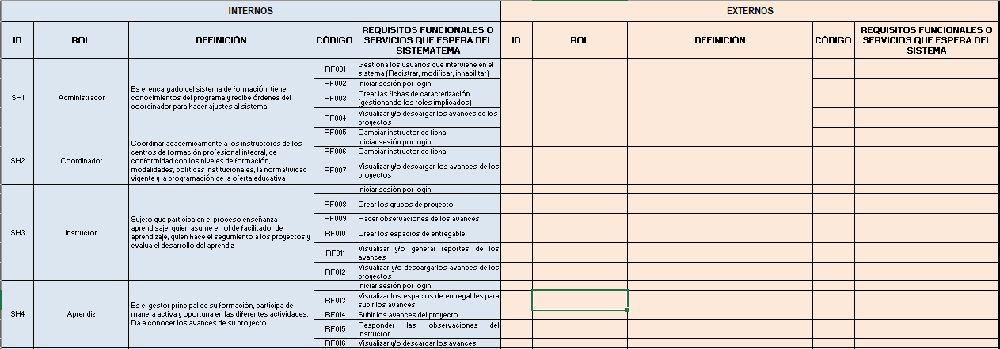 INTERNOS
EXTERNOS
ID
ROL
DEFINICIÓN
CÓDIGO
REQUISITOS FUNCIONALES O
SERVICIOS QUE ESPERA DEL
SISTEMATEMA
ID
ROL
DEFINICIÓN
CÓDIGO
REQUISITOS FUNCIONALES O
SERVICIOS QUE ESPERA DEL
SISTEMA
SH1
Administrador
Es el encargado del sistema de formación, tiene
conocimientos del programa y recibe órdenes del
coordinador para hacer ajustes al sistema.
RF001
Gestiona los usuarios que interviene en el
sistema (Registrar, modificar, inhabilitar)
RF002
Iniciar sesión por login
RF003
Crear las fichas de caracterización
(gestionando los roles implicados)
RF004
Visualizar y/o descargar los avances de los
proyectos
RF005
Cambiar instructor de ficha
SH2
Coordinador
Coordinar académicamente a los instructores de los
centros de formación profesional integral, de
conformidad con los niveles de formación,
modalidades, políticas institucionales, la normatividad
vigente y la programación de la oferta educativa
Iniciar sesión por login
RF006
Cambiar instructor de ficha
RF007
Visualizar y/o descargar los avances de los
proyectos
SH3
Instructor
Sujeto que participa en el proceso enseñanza-
aprendisaje, quien asume el rol de facilitador de
aprendizaje, quien hace el segumiento a los proyectos y
evalua el desarrollo del aprendiz
Iniciar sesión por login
RF008
Crear los grupos de proyecto
RF009
Hacer observaciones de los avances
RF010
Crear los espacios de entregable
RF011
Visualizar y/o generar reportes de los
avances
RF012
Visualizar y/o descargarlos avances de los
proyectos
SH4
Aprendiz
Es el gestor principal de su formación, participa de
manera activa y oportuna en las diferentes actividades.
Da a conocer los avances de su proyecto
Iniciar sesión por login
RF013
Visualizar los espacios de entregables para
subir los avances
RF014
Subir los avances del proyecto
RF015
Responder las observaciones del
instructor
RF016
Visualizar y/o descargar los avances